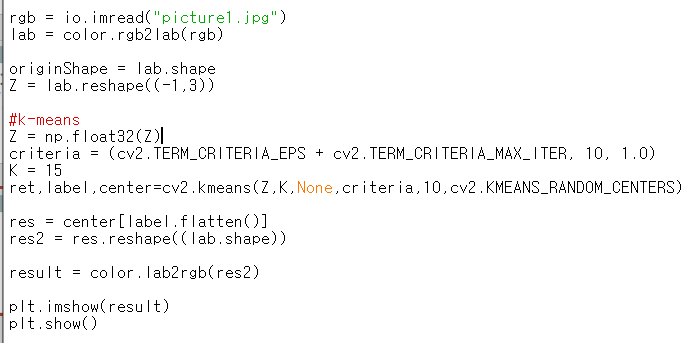 rgb = io.imread("picture1.jpg")
lab = color.rgb2lab(rgb)
originShape = lab.shape
Z = lab.reshape((-1,3))
#k-means
Z = np.float32(Z)
criteria = (cv2.TERM_CRITERIA_EPS + cv2.TERM_CRITERIA_MAX_ITER, 10, 1.0)
K = 15
ret,label,center=cv2.kmeans(Z,K,None,criteria,10,cv2.KMEANS_RANDOM_CENTERS)
res = center[label.flatten()]
res2 = res.reshape((lab.shape))
result = color.lab2rgb(res2)
plt.imshow(result)
plt.show()